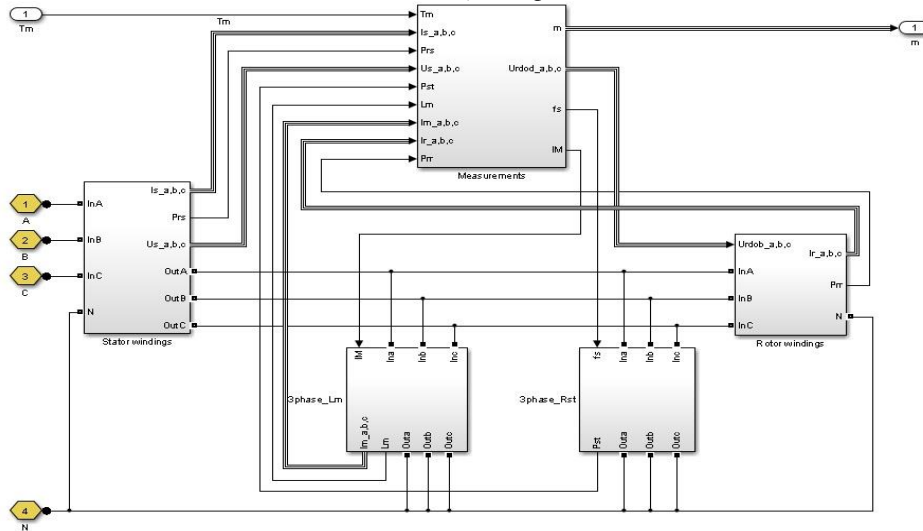 1
Tm
Tm
Tm
Is_a,b,c
Prs
Us_a,b,c
Pst
Lm
Im_a,b,c
Ir_a,b,c
Prr
m
Urdod_a,b,c
fs
IM
Measurements
1
m
1
A
2
B
3
C
InA
InB
InC
N
Is_a,b,c
Prs
Us_a,b,c
OutA
OutB
OutC
Stator windings
Urdob_a,b,c
InA
InB
InC
Ir_a,b,c
Prr
N
Rotor windings
IM
Ina
Inb
Inc
3phase_Lm
Im_a,b,c
Lm
Outa
Outb
Outc
fs
Ina
Inb
Inc
3phase_Rst
Pst
Outa
Outb
Outc
4
N